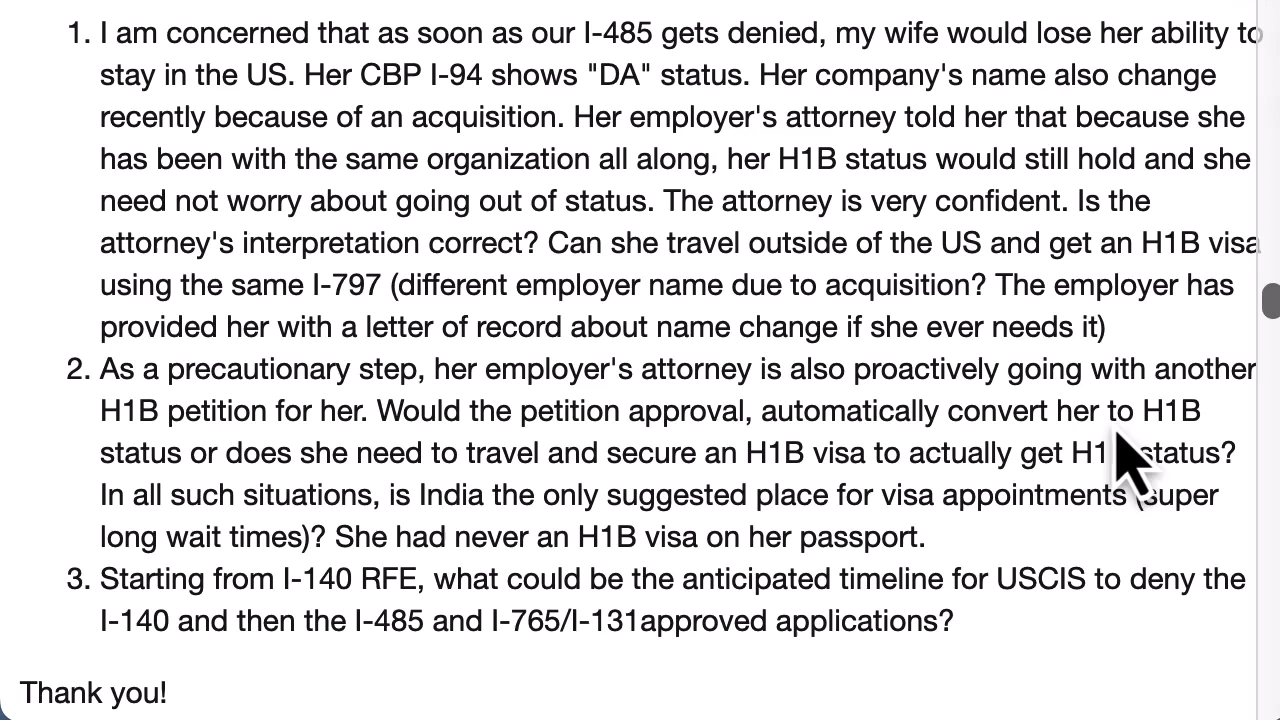 1. I am concerned that as soon as our I-485 gets denied, my wife would lose her ability to
stay in the US. Her CBP I-94 shows "DA" status. Her company's name also change
recently because of an acquisition. Her employer's attorney told her that because she
has been with the same organization all along, her H1B status would still hold and she
need not worry about going out of status. The attorney is very confident. Is the
attorney's interpretation correct? Can she travel outside of the US and get an H1B visa
using the same I-797 (different employer name due to acquisition? The employer has
provided her with a letter of record about name change if she ever needs it)
2. As a precautionary step, her employer's attorney is also proactively going with another
H1B petition for her. Would the petition approval, automatically convert her to H1B
status or does she need to travel and secure an H1B visa to actually get status?
In all such situations, is India the only suggested place for visa appointments (super
long wait times)? She had never an H1B visa on her passport.
3. Starting from I-140 RFE, what could be the anticipated timeline for USCIS to deny the
I-140 and then the I-485 and I-765/I-131approved applications?
Thank you!